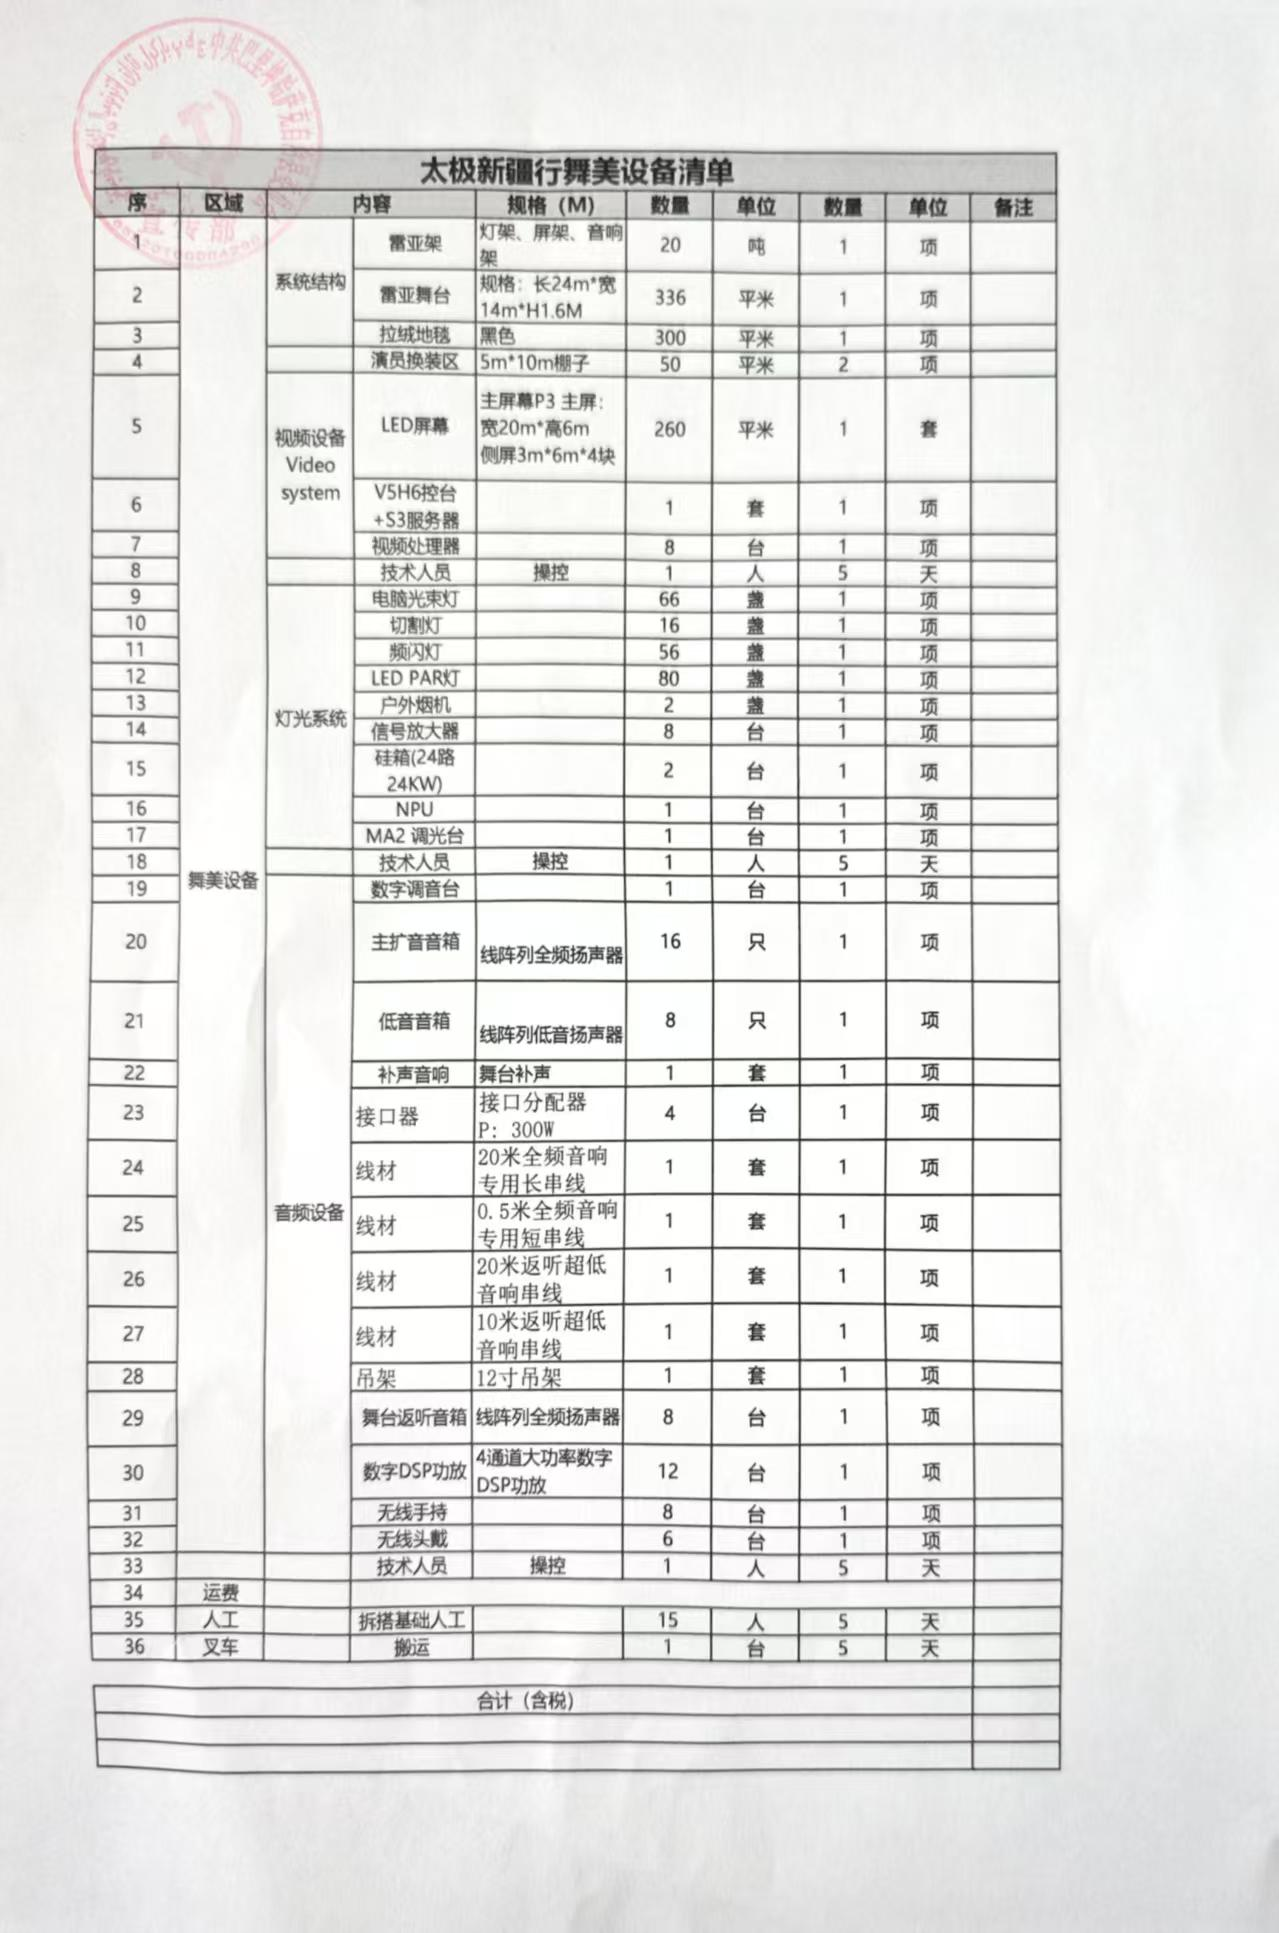 太极新疆行舞美设备清单
序 区域 内容 规格（M） 数量 单位 数量 单位 备注
1 雷亚架 灯架、屏架、音响架 20 吨 1 项
系统结构
2 雷亚舞台 规格：长24m*宽14m*H1.6M 336 平米 1 项
3 拉绒地毯 黑色 300 平米 1 项
4 演员换装区 5m*10m棚子 50 平米 2 项
5 LED屏幕 主屏幕P3 主屏：宽20m*高6m 侧屏3m*6m*4块 260 平米 1 套
视频设备
Video
system
6 V5H6控台+S3服务器 1 套 1 项
7 视频处理器 8 台 1 项
8 技术人员 操控 1 人 5 天
9 电脑光束灯 66 盏 1 项
10 切割灯 16 盏 1 项
11 频闪灯 56 盏 1 项
12 LED PAR灯 80 盏 1 项
13 户外烟机 2 盏 1 项
灯光系统
14 信号放大器 8 台 1 项
15 硅箱(24路24KW) 2 台 1 项
16 NPU 1 台 1 项
17 MA2 调光台 1 台 1 项
18 技术人员 操控 1 人 5 天
舞美设备
19 数字调音台 1 台 1 项
20 主扩音音箱 线阵列全频扬声器 16 只 1 项
21 低音音箱 线阵列低音扬声器 8 只 1 项
22 补声音响 舞台补声 1 套 1 项
23 接口器 接口分配器 P: 300W 4 台 1 项
24 线材 20米全频音响专用长串线 1 套 1 项
音频设备
25 线材 0.5米全频音响专用短串线 1 套 1 项
26 线材 20米返听超低音响串线 1 套 1 项
27 线材 10米返听超低音响串线 1 套 1 项
28 吊架 12寸吊架 1 套 1 项
29 舞台返听音箱 线阵列全频扬声器 8 台 1 项
30 数字DSP功放 4通道大功率数字DSP功放 12 台 1 项
31 无线手持 8 台 1 项
32 无线头戴 6 台 1 项
33 技术人员 操控 1 人 5 天
34 运费
35 人工 拆搭基础人工 15 人 5 天
36 叉车 搬运 1 台 5 天
合计（含税）
中共巴里坤哈萨克自治县委员会
宣传部